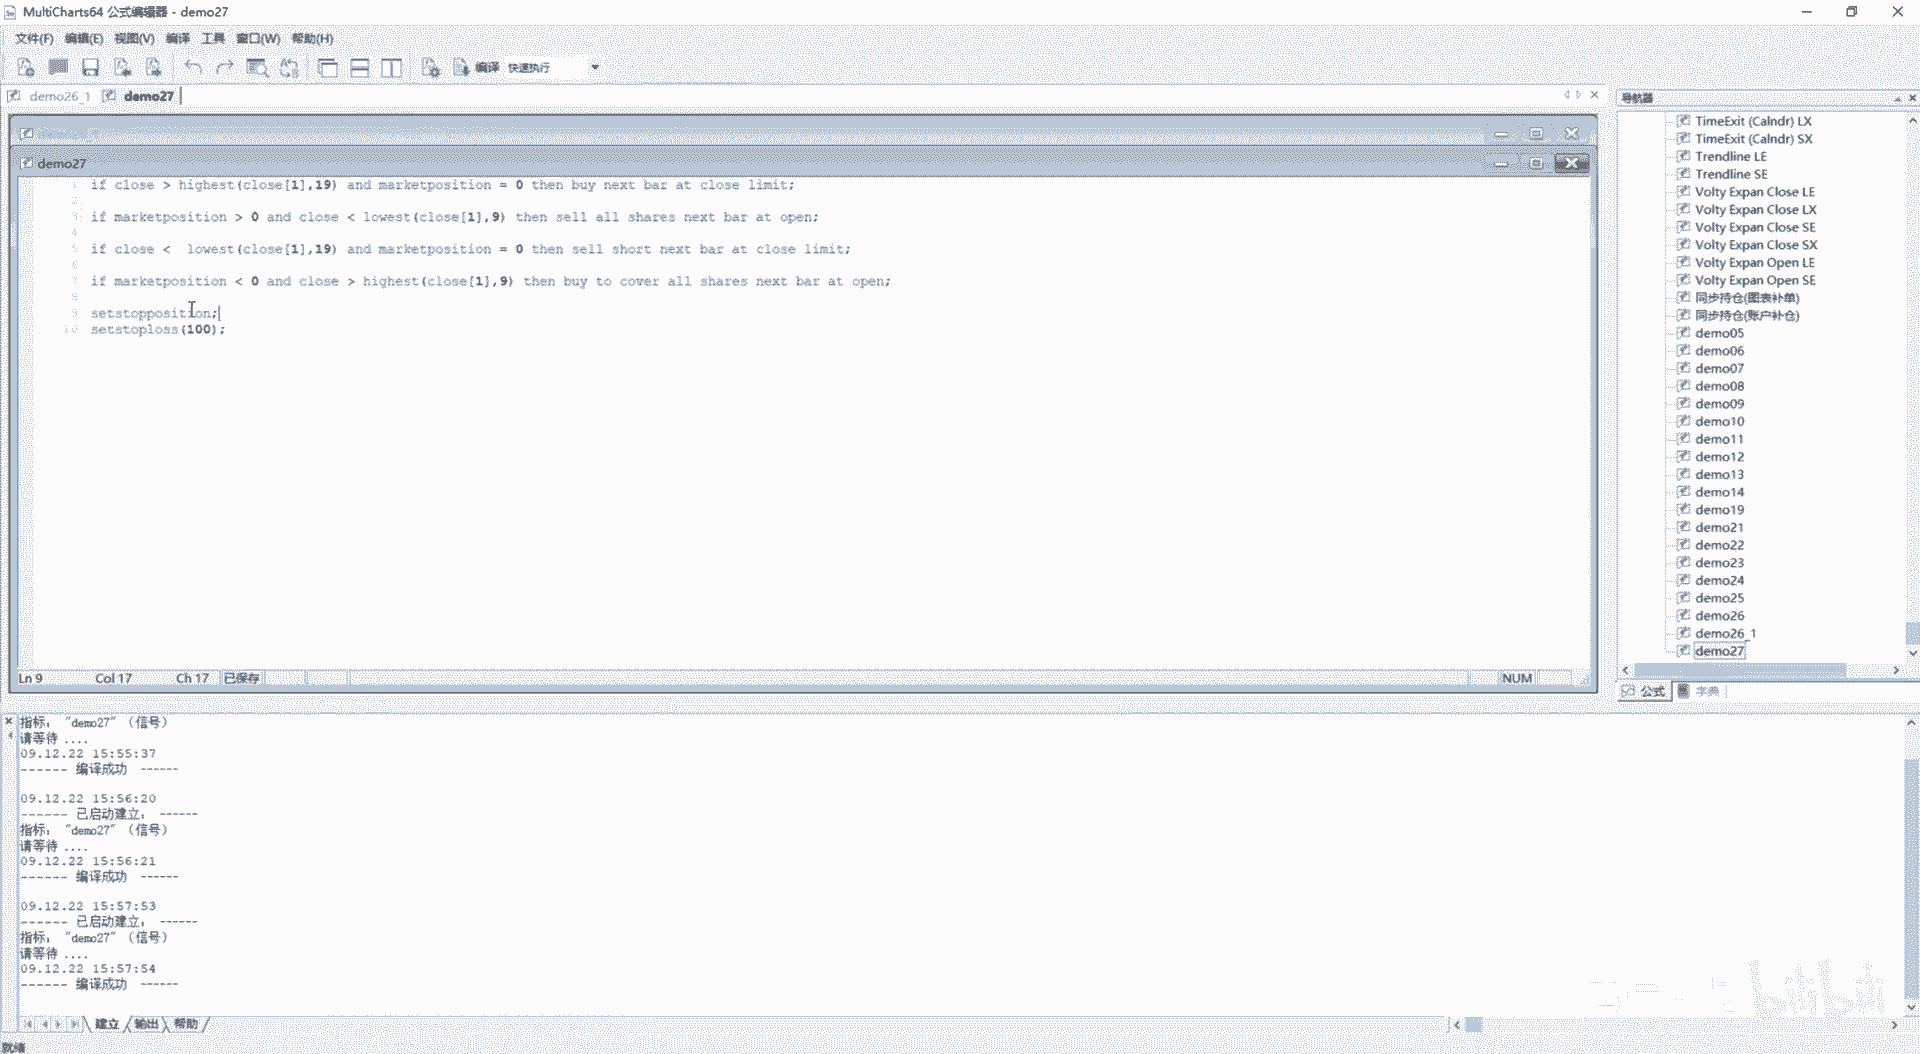 MultiCharts64 公式编辑器 - demo27
文件(F) 编辑(E) 视图(V) 编译 工具 窗口(W) 帮助(H)
编译 快速执行
demo26_1 demo27
demo27
1 if close > highest(close[1],19) and marketposition = 0 then buy next bar at close limit;
2
3 if marketposition > 0 and close < lowest(close[1],9) then sell all shares next bar at open;
4
5 if close <  lowest(close[1],19) and marketposition = 0 then sell short next bar at close limit;
6
7 if marketposition < 0 and close > highest(close[1],9) then buy to cover all shares next bar at open;
8
9 setstopposition;
10 setstoploss(100);
Ln 9 Col 17 Ch 17 已保存 NUM
导航器
TimeExit (Calndr) LX
TimeExit (Calndr) SX
Trendline LE
Trendline SE
Volty Expan Close LE
Volty Expan Close LX
Volty Expan Close SE
Volty Expan Close SX
Volty Expan Open LE
Volty Expan Open SE
同步持仓(图表补单)
同步持仓(账户补仓)
demo05
demo06
demo07
demo08
demo09
demo10
demo11
demo12
demo13
demo14
demo19
demo21
demo22
demo23
demo24
demo25
demo26
demo26_1
demo27
公式 字典
指标: "demo27" (信号)
请等待 ....
09.12.22 15:55:37
------ 编译成功 ------
09.12.22 15:56:20
------ 已启动建立: ------
指标: "demo27" (信号)
请等待 ....
09.12.22 15:56:21
------ 编译成功 ------
09.12.22 15:57:53
------ 已启动建立: ------
指标: "demo27" (信号)
请等待 ....
09.12.22 15:57:54
------ 编译成功 ------
建立 输出 帮助
就绪
bilibili